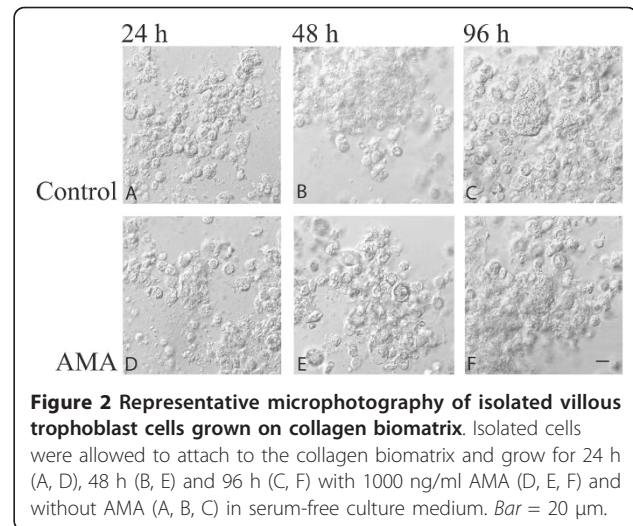 24 h 48 h 96 h
Control A B C
AMA D E F
Figure 2 Representative microphotography of isolated villous
trophoblast cells grown on collagen biomatrix. Isolated cells
were allowed to attach to the collagen biomatrix and grow for 24 h
(A, D), 48 h (B, E) and 96 h (C, F) with 1000 ng/ml AMA (D, E, F) and
without AMA (A, B, C) in serum-free culture medium. Bar = 20 μm.